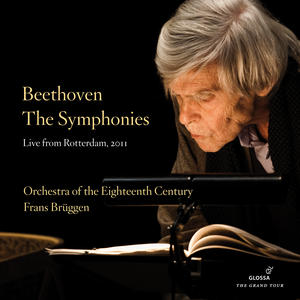 Beethoven
The Symphonies
Live from Rotterdam, 2011
Orchestra of the Eighteenth Century
Frans Brüggen
GLOSSA
THE GRAND TOUR